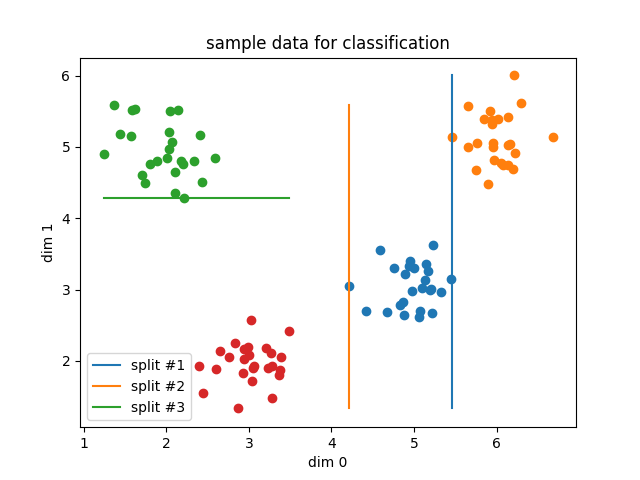 sample data for classification
6
5
4
3
2
dim 1
split #1
split #2
split #3
1
2
3
4
5
6
dim 0